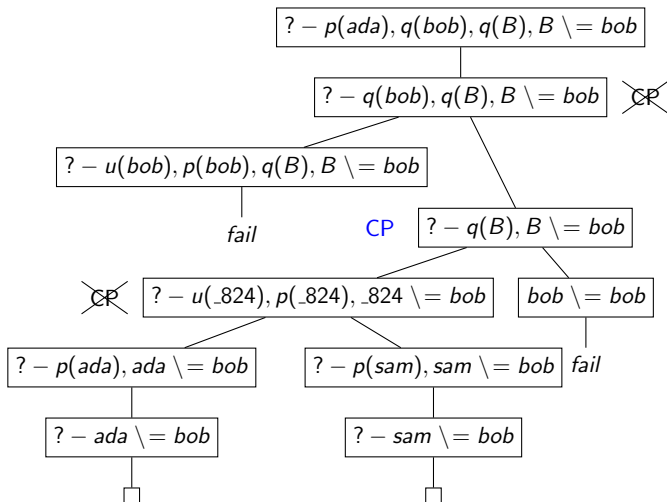 ? − p(ada), q(bob), q(B), B \= bob
? − q(bob), q(B), B \= bob CP
? − u(bob), p(bob), q(B), B \= bob
fail
CP ? − q(B), B \= bob
CP ? − u(_824), p(_824), _824 \= bob bob \= bob
? − p(ada), ada \= bob ? − p(sam), sam \= bob fail
? − ada \= bob ? − sam \= bob